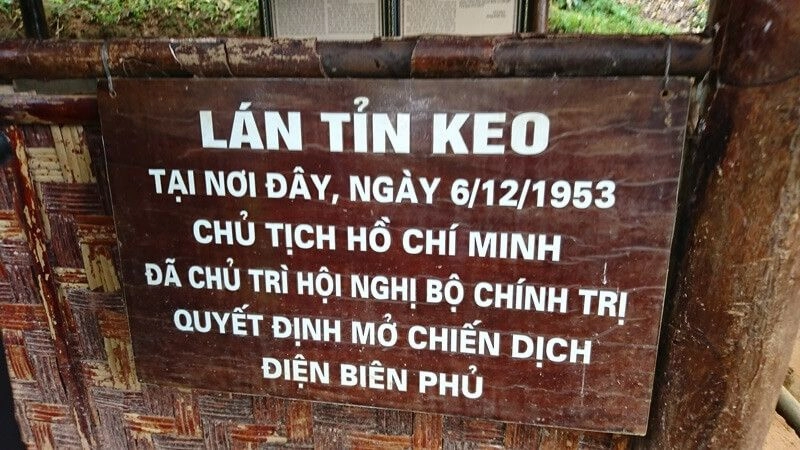 LÁN TỈN KEO
TẠI NƠI ĐÂY, NGÀY 6/12/1953
CHỦ TỊCH HỒ CHÍ MINH
ĐÃ CHỦ TRÌ HỘI NGHỊ BỘ CHÍNH TRỊ
QUYẾT ĐỊNH MỞ CHIẾN DỊCH
ĐIỆN BIÊN PHỦ